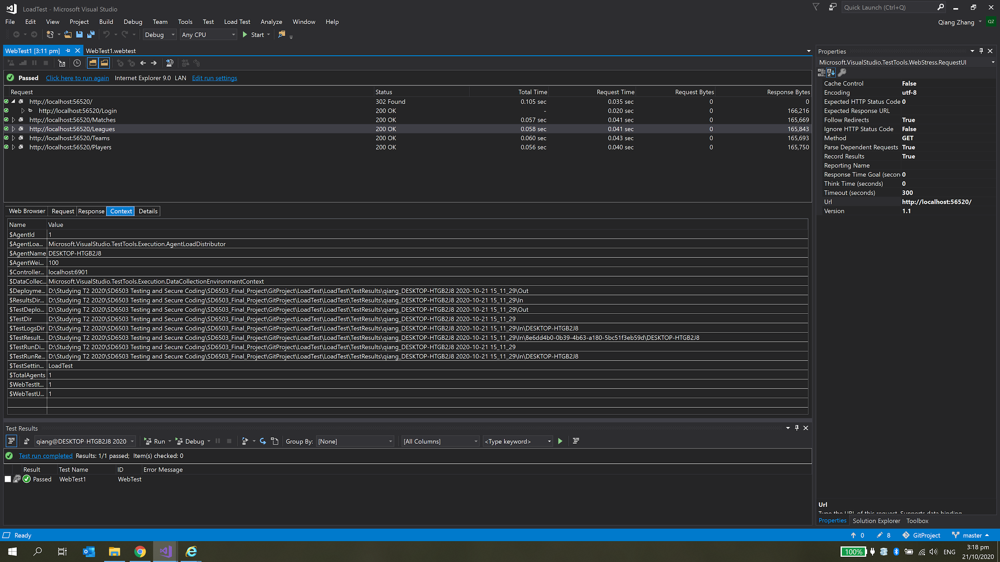 LoadTest - Microsoft Visual Studio
Quick Launch (Ctrl+Q)
File Edit View Project Build Debug Team Tools Test Load Test Analyze Window Help
Qiang Zhang QZ
Debug Any CPU Start
WebTest1 [3:11 pm] WebTest1.webtest
Passed Click here to run again Internet Explorer 9.0 LAN Edit run settings
Request Status Total Time Request Time Request Bytes Response Bytes
http://localhost:56520/ 302 Found 0.105 sec 0.035 sec 0 0
http://localhost:56520/Login 200 OK - 0.020 sec 0 166,216
http://localhost:56520/Matches 200 OK 0.057 sec 0.041 sec 0 165,669
http://localhost:56520/Leagues 200 OK 0.058 sec 0.041 sec 0 165,843
http://localhost:56520/Teams 200 OK 0.060 sec 0.043 sec 0 165,693
http://localhost:56520/Players 200 OK 0.056 sec 0.040 sec 0 165,750
Web Browser Request Response Context Details
Name Value
$AgentId 1
$AgentLoa... Microsoft.VisualStudio.TestTools.Execution.AgentLoadDistributor
$AgentName DESKTOP-HTGB2J8
$AgentWei... 100
$Controller... localhost:6901
$DataCollec... Microsoft.VisualStudio.TestTools.Execution.DataCollectionEnvironmentContext
$Deployme... D:\Studying T2 2020\SD6503 Testing and Secure Coding\SD6503_Final_Project\GitProject\LoadTest\LoadTest\TestResults\qiang_DESKTOP-HTGB2J8 2020-10-21 15_11_29\Out
$ResultsDir... D:\Studying T2 2020\SD6503 Testing and Secure Coding\SD6503_Final_Project\GitProject\LoadTest\LoadTest\TestResults\qiang_DESKTOP-HTGB2J8 2020-10-21 15_11_29\In
$TestDeplo... D:\Studying T2 2020\SD6503 Testing and Secure Coding\SD6503_Final_Project\GitProject\LoadTest\LoadTest\TestResults\qiang_DESKTOP-HTGB2J8 2020-10-21 15_11_29\Out
$TestDir D:\Studying T2 2020\SD6503 Testing and Secure Coding\SD6503_Final_Project\GitProject\LoadTest\LoadTest\TestResults\qiang_DESKTOP-HTGB2J8 2020-10-21 15_11_29
$TestLogsDir D:\Studying T2 2020\SD6503 Testing and Secure Coding\SD6503_Final_Project\GitProject\LoadTest\LoadTest\TestResults\qiang_DESKTOP-HTGB2J8 2020-10-21 15_11_29\In\DESKTOP-HTGB2J8
$TestResult... D:\Studying T2 2020\SD6503 Testing and Secure Coding\SD6503_Final_Project\GitProject\LoadTest\LoadTest\TestResults\qiang_DESKTOP-HTGB2J8 2020-10-21 15_11_29\In\8e6dd4b0-0b39-4b63-a180-5bc51f3eb59d\DESKTOP-HTGB2J8
$TestRunDi... D:\Studying T2 2020\SD6503 Testing and Secure Coding\SD6503_Final_Project\GitProject\LoadTest\LoadTest\TestResults\qiang_DESKTOP-HTGB2J8 2020-10-21 15_11_29
$TestRunRe... D:\Studying T2 2020\SD6503 Testing and Secure Coding\SD6503_Final_Project\GitProject\LoadTest\LoadTest\TestResults\qiang_DESKTOP-HTGB2J8 2020-10-21 15_11_29\In\DESKTOP-HTGB2J8
$TestSettin... LoadTest
$TotalAgents 1
$WebTestIt... 1
$WebTestU... 1
Test Results
qiang@DESKTOP-HTGB2J8 2020- Run Debug Group By: [None] [All Columns] <Type keyword>
Test run completed Results: 1/1 passed; Item(s) checked: 0
Result Test Name ID Error Message
Passed WebTest1 WebTest
Properties
Microsoft.VisualStudio.TestTools.WebStress.RequestUI
Cache Control False
Encoding utf-8
Expected HTTP Status Code 0
Expected Response URL
Follow Redirects True
Ignore HTTP Status Code False
Method GET
Parse Dependent Requests True
Record Results True
Reporting Name
Response Time Goal (secon 0
Think Time (seconds) 0
Timeout (seconds) 300
Url http://localhost:56520/
Version 1.1
Url
Type the URL of this request. Supports data binding
Properties Solution Explorer Toolbox
Ready 0 8 GitProject master
100% ENG 3:18 pm
21/10/2020